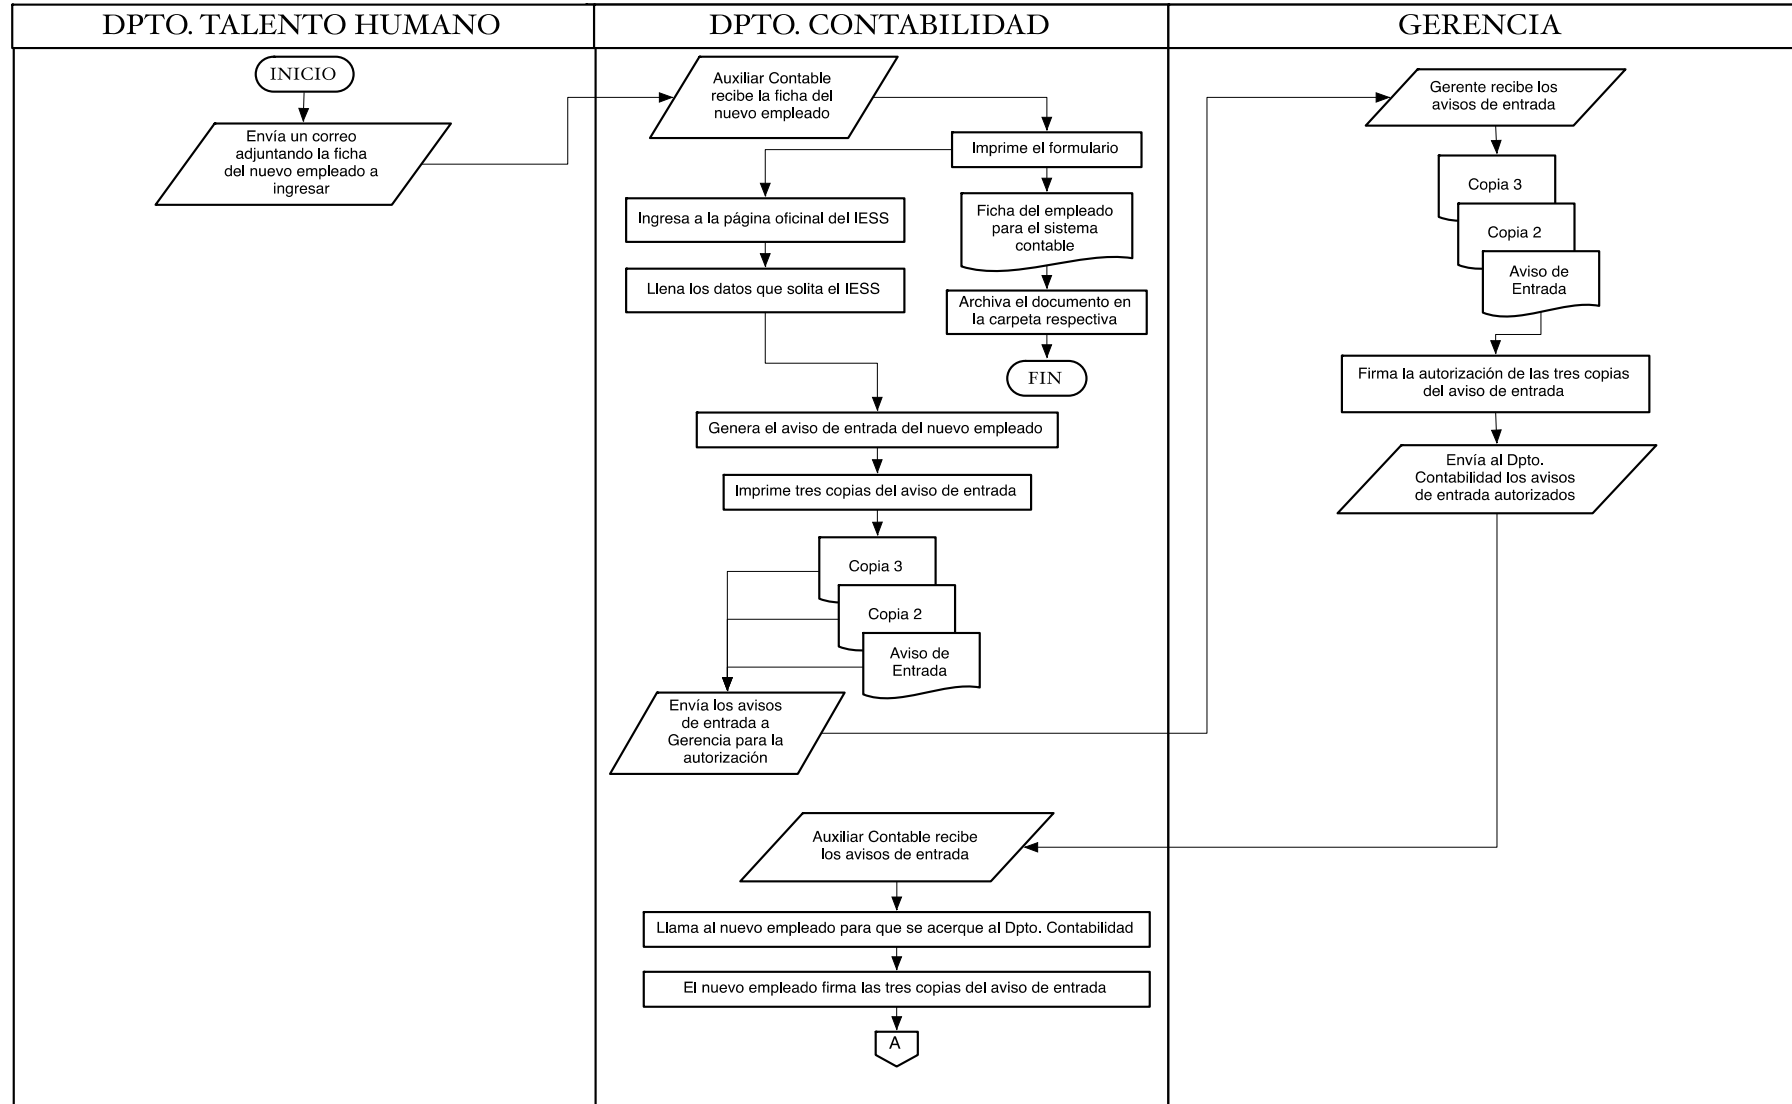 DPTO. TALENTO HUMANO
DPTO. CONTABILIDAD
GERENCIA
INICIO
Envía un correo
adjuntando la ficha
del nuevo empleado a
ingresar
Auxiliar Contable
recibe la ficha del
nuevo empleado
Imprime el formulario
Ingresa a la página oficinal del IESS
Ficha del empleado
para el sistema
contable
Llena los datos que solita el IESS
Archiva el documento en
la carpeta respectiva
FIN
Genera el aviso de entrada del nuevo empleado
Imprime tres copias del aviso de entrada
Copia 3
Copia 2
Aviso de
Entrada
Envía los avisos
de entrada a
Gerencia para la
autorización
Gerente recibe los
avisos de entrada
Copia 3
Copia 2
Aviso de
Entrada
Firma la autorización de las tres copias
del aviso de entrada
Envía al Dpto.
Contabilidad los avisos
de entrada autorizados
Auxiliar Contable recibe
los avisos de entrada
Llama al nuevo empleado para que se acerque al Dpto. Contabilidad
El nuevo empleado firma las tres copias del aviso de entrada
A